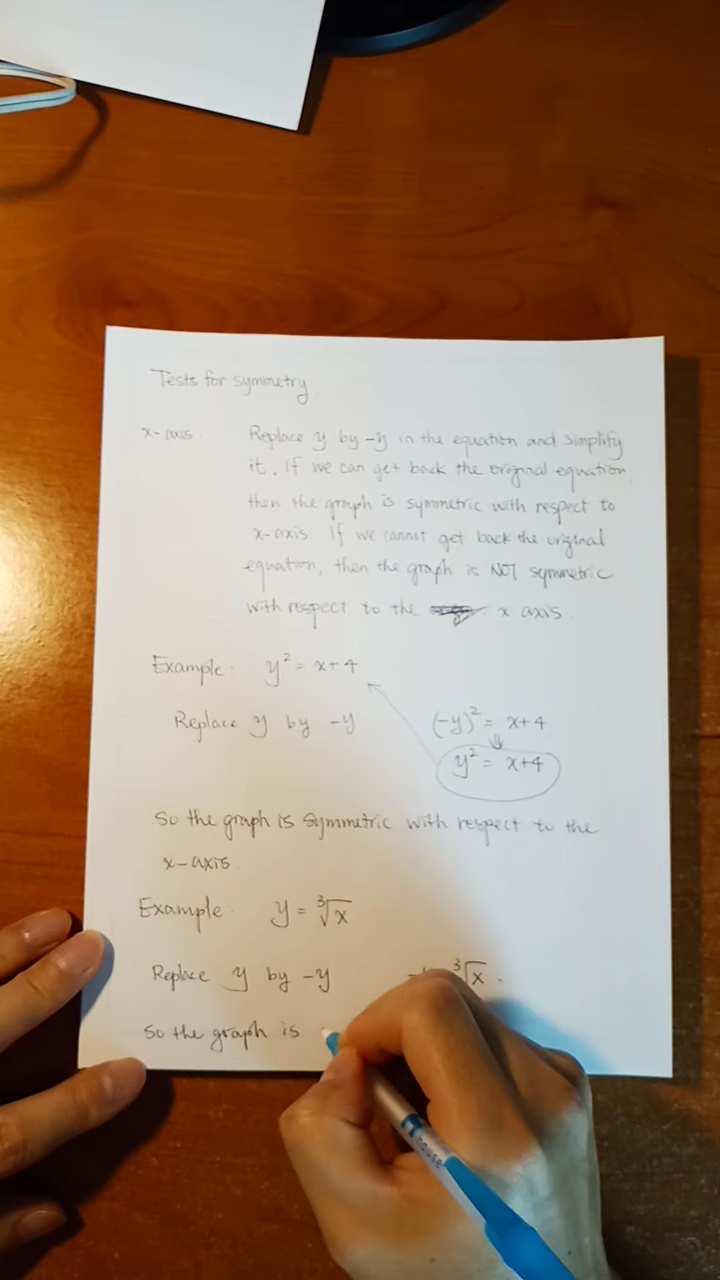 Tests for symmetry.
x-axis. Replace y by -y in the equation and simplify
it. If we can get back the original equation,
then the graph is symmetric with respect to
x-axis If we cannot get back the original
equation, then the graph is NOT symmetric
with respect to the x axis.
Example: y² = x+4
Replace y by -y (-y)² = x+4
y² = x+4
So the graph is symmetric with respect to the
x-axis.
Example: y = ∛x
Replace y by -y ∛x.
So the graph is
house